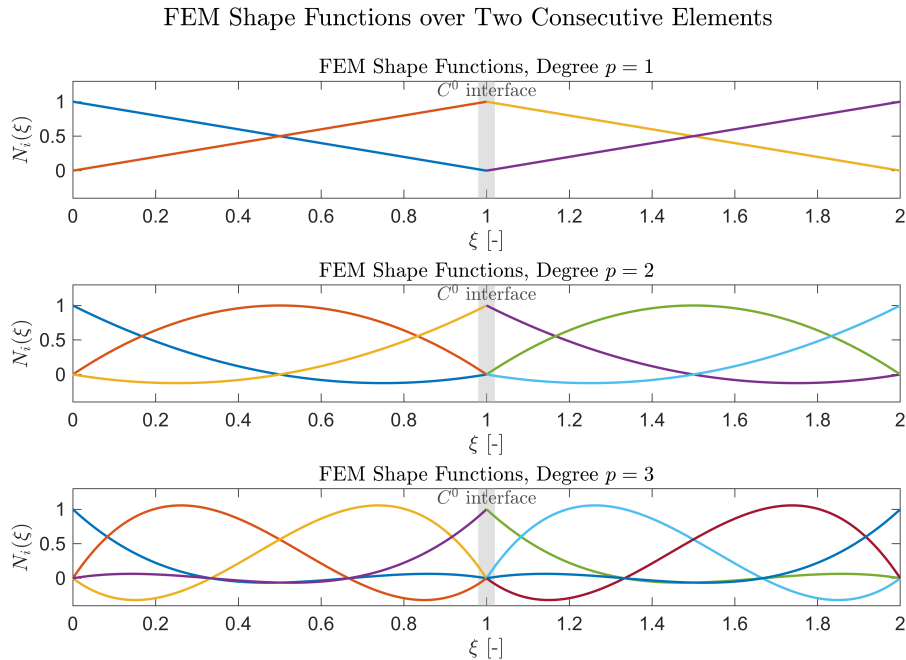 FEM Shape Functions over Two Consecutive Elements
FEM Shape Functions, Degree p = 1
C⁰ interface
1
0.5
0
N_i(ξ)
0 0.2 0.4 0.6 0.8 1 1.2 1.4 1.6 1.8 2
ξ [-]
FEM Shape Functions, Degree p = 2
C⁰ interface
1
0.5
0
N_i(ξ)
0 0.2 0.4 0.6 0.8 1 1.2 1.4 1.6 1.8 2
ξ [-]
FEM Shape Functions, Degree p = 3
C⁰ interface
1
0.5
0
N_i(ξ)
0 0.2 0.4 0.6 0.8 1 1.2 1.4 1.6 1.8 2
ξ [-]